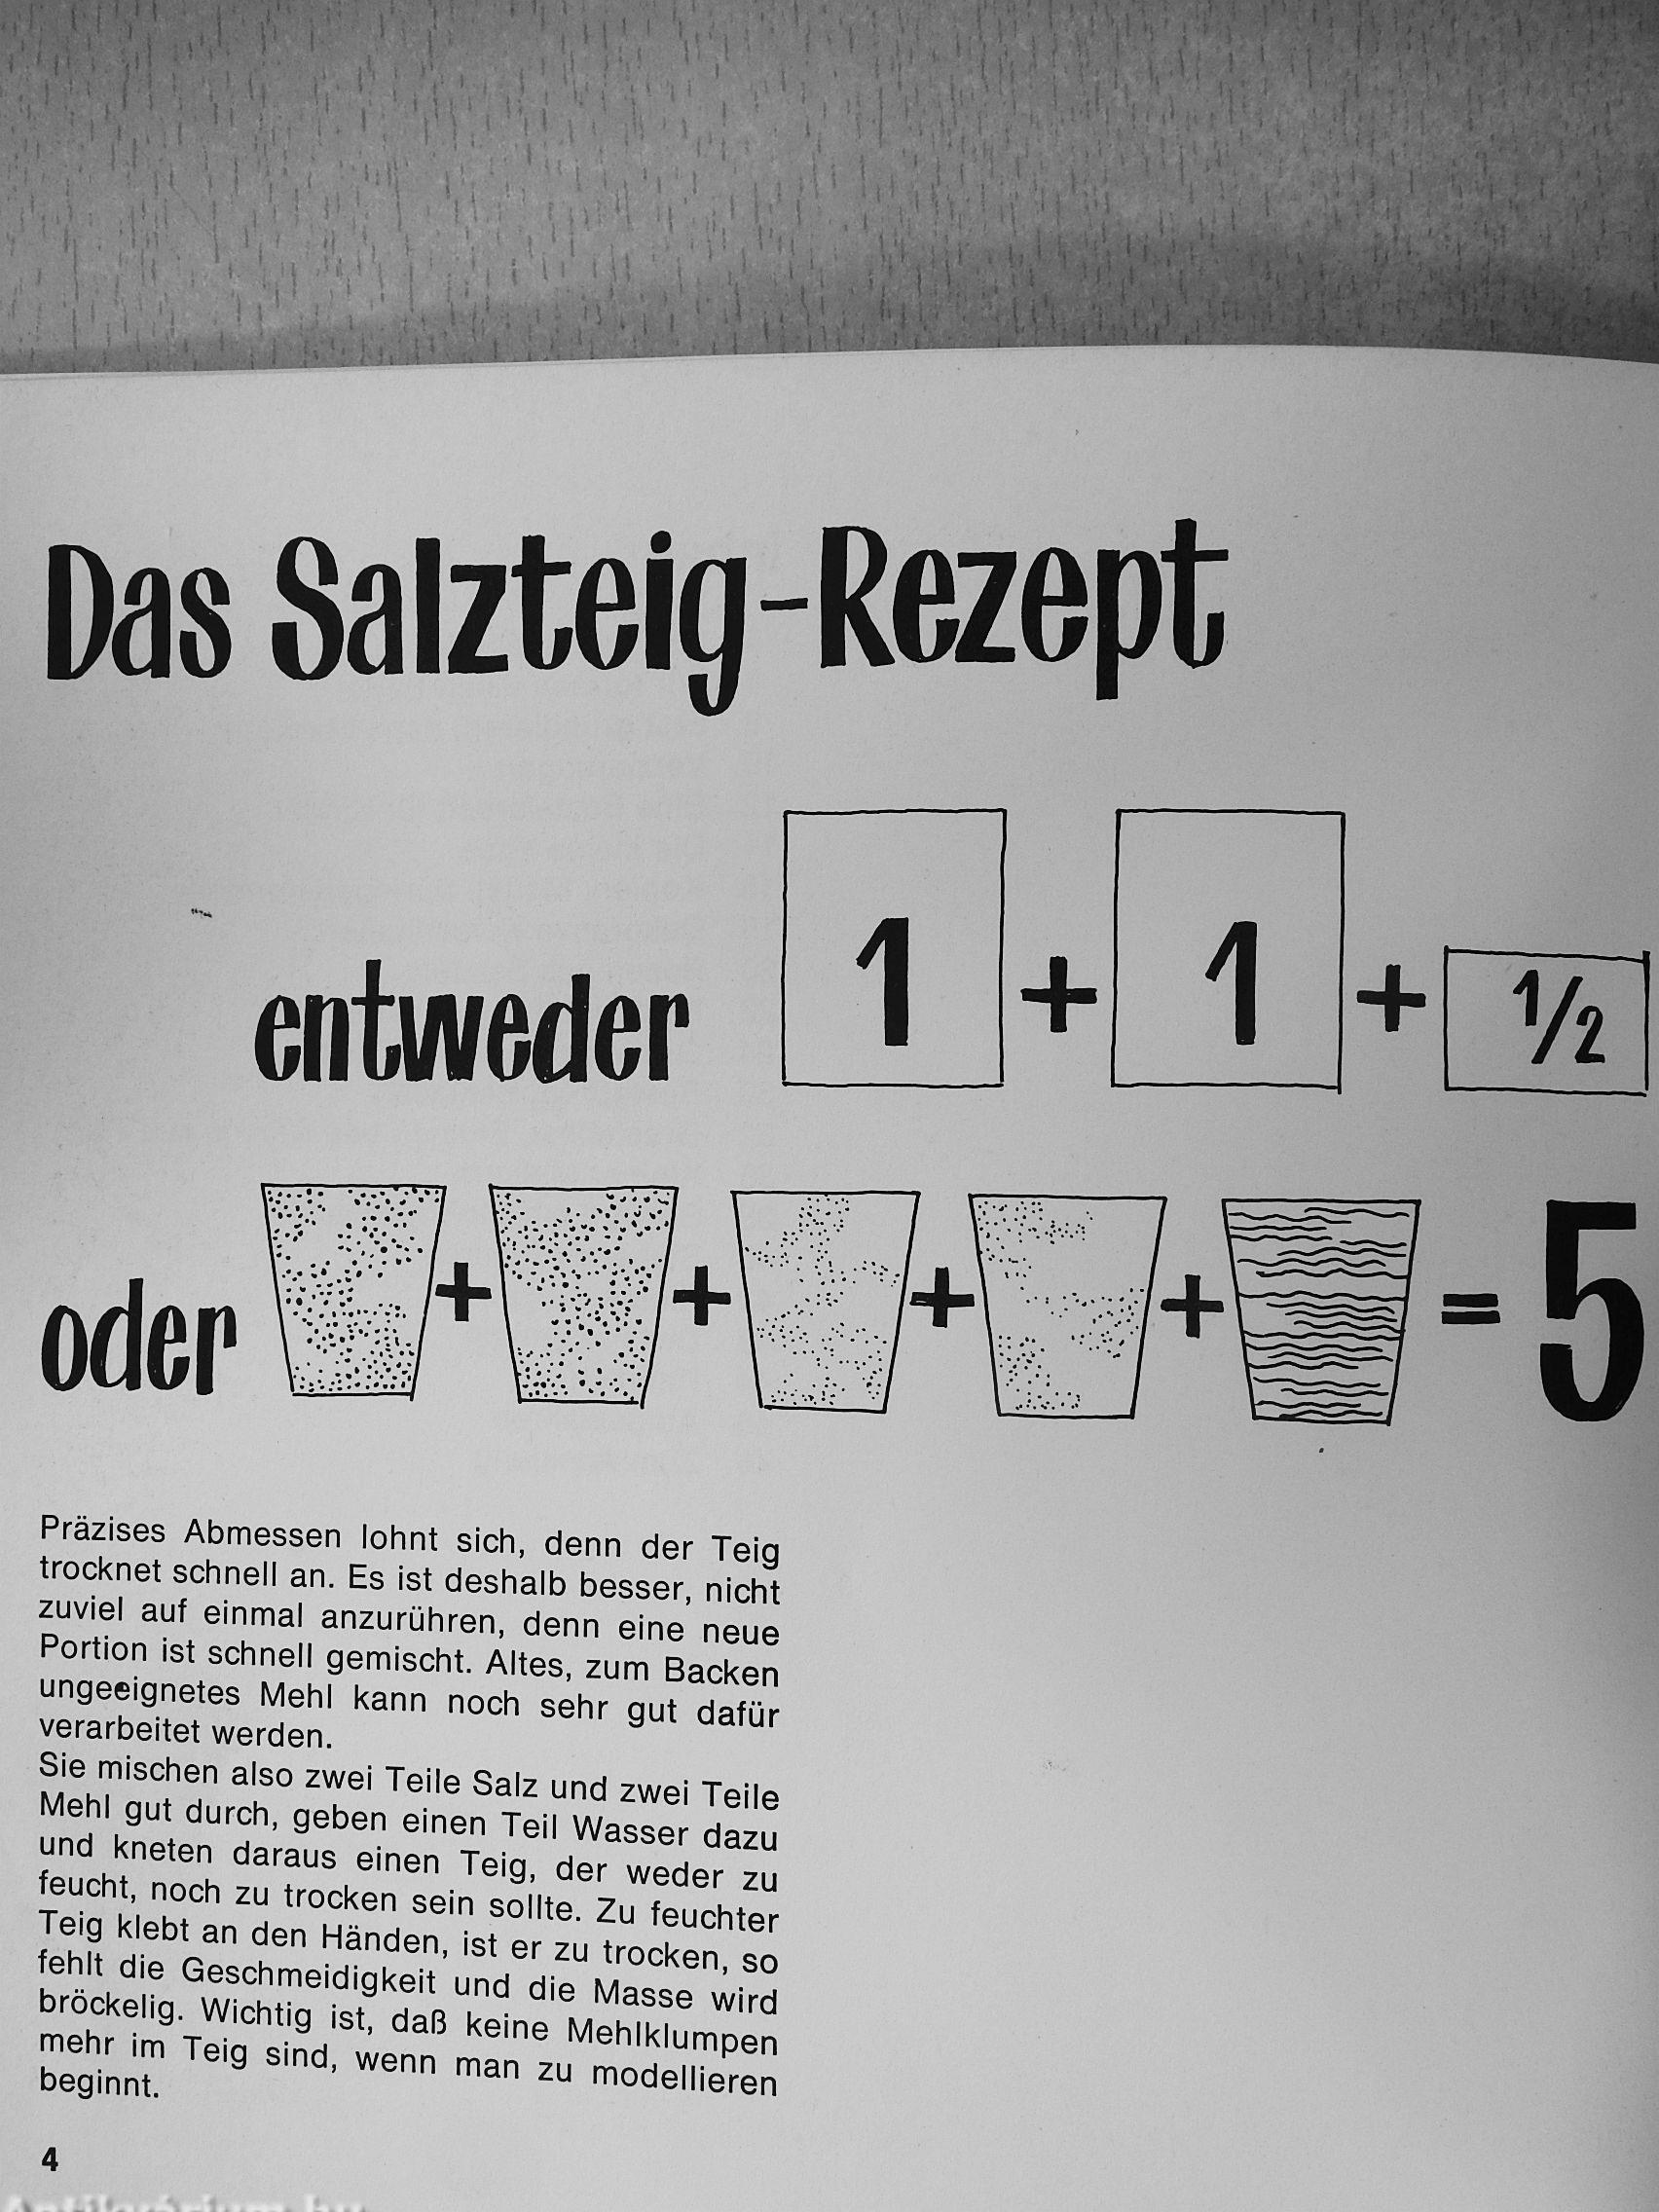 Das Salzteig-Rezept
entweder 1 + 1 + 1/2
oder + + + + = 5
Präzises Abmessen lohnt sich, denn der Teig
trocknet schnell an. Es ist deshalb besser, nicht
zuviel auf einmal anzurühren, denn eine neue
Portion ist schnell gemischt. Altes, zum Backen
ungeeignetes Mehl kann noch sehr gut dafür
verarbeitet werden.
Sie mischen also zwei Teile Salz und zwei Teile
Mehl gut durch, geben einen Teil Wasser dazu
und kneten daraus einen Teig, der weder zu
feucht, noch zu trocken sein sollte. Zu feuchter
Teig klebt an den Händen, ist er zu trocken, so
fehlt die Geschmeidigkeit und die Masse wird
bröckelig. Wichtig ist, daß keine Mehlklumpen
mehr im Teig sind, wenn man zu modellieren
beginnt.
4